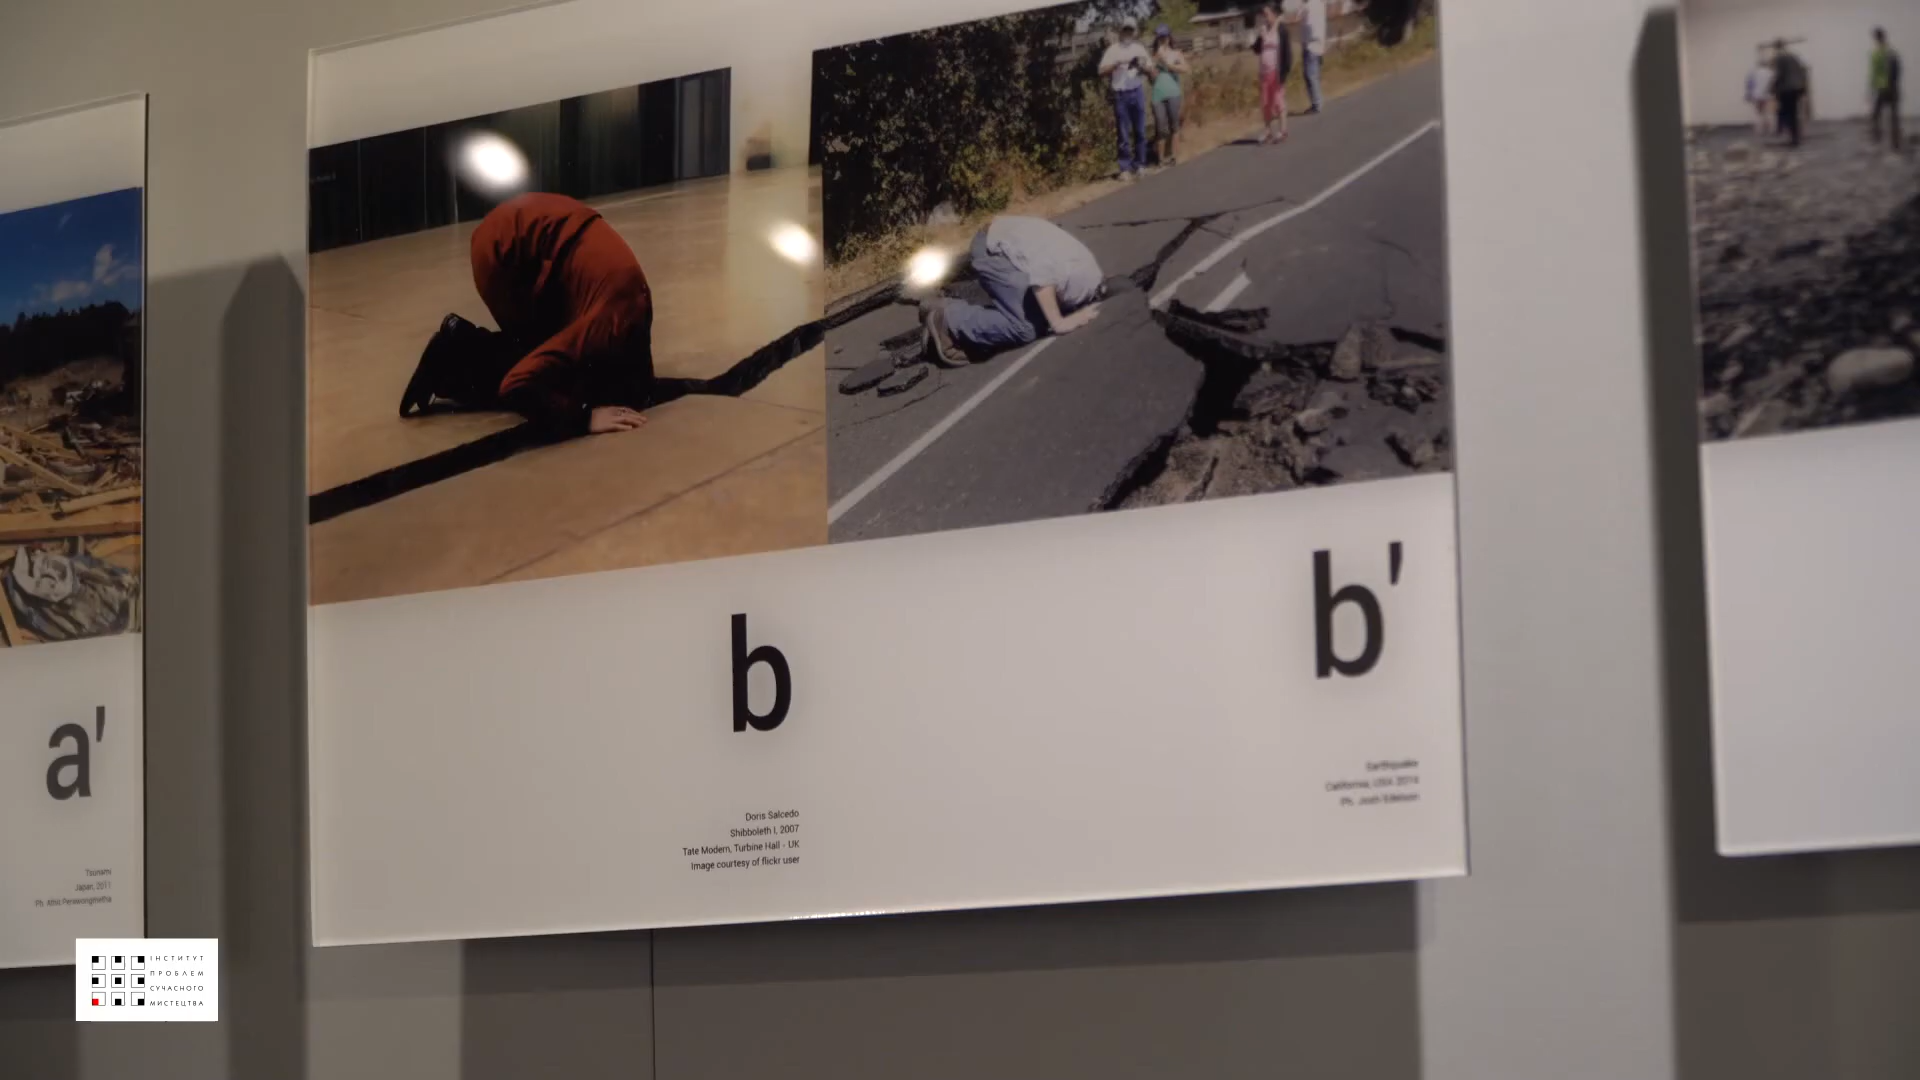 a'
Tsunami
Japan, 2011
b
Doris Salcedo
Shibboleth I, 2007
Tate Modern, Turbine Hall - UK
Image courtesy of flickr user
b'
Earthquake
California, USA 2014
Ph. Josh Edelson
ІНСТИТУТ
ПРОБЛЕМ
СУЧАСНОГО
МИСТЕЦТВА